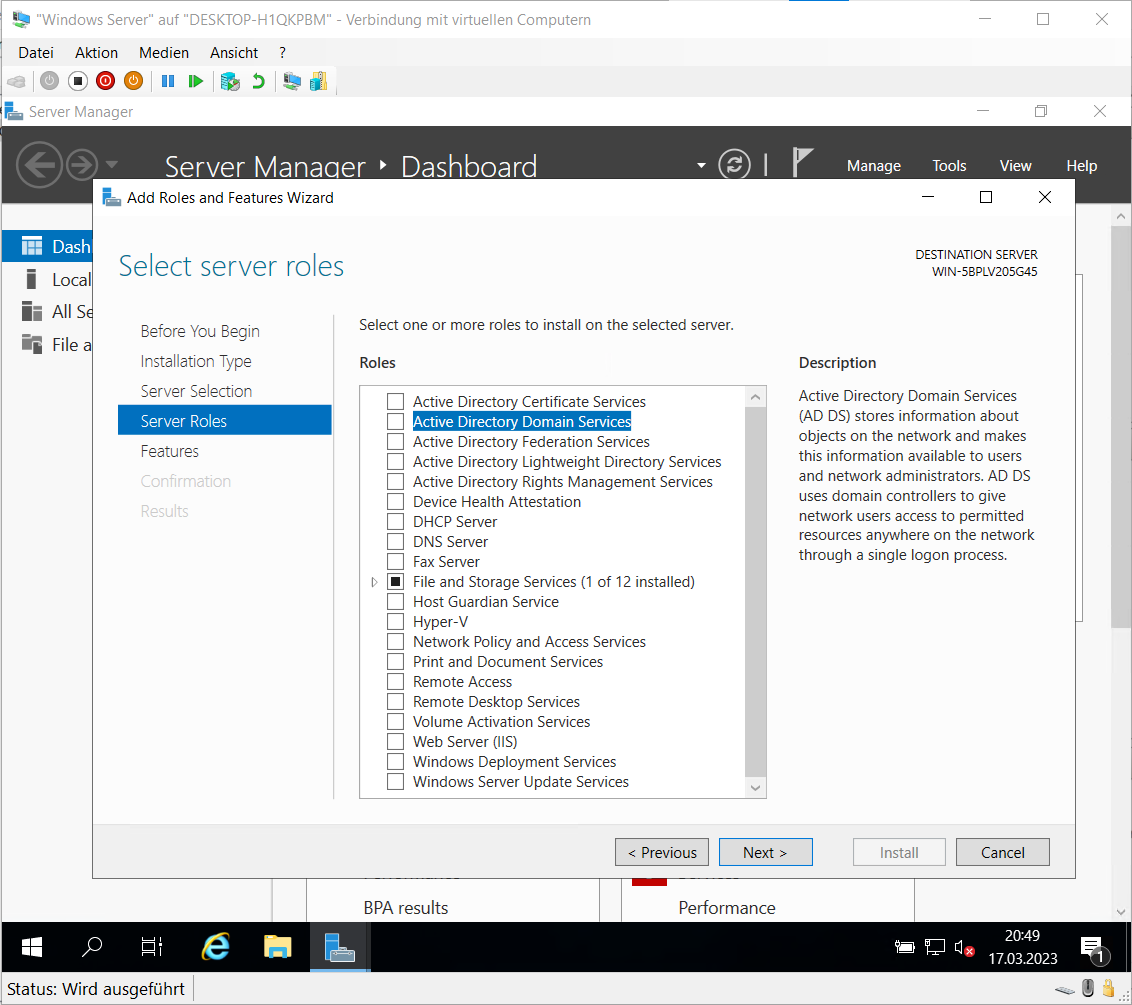 "Windows Server" auf "DESKTOP-H1QKPBM" - Verbindung mit virtuellen Computern
Datei Aktion Medien Ansicht ?
Server Manager
Server Manager Dashboard
Manage Tools View Help
Add Roles and Features Wizard
Dashb
Local
All Se
File a
Select server roles
DESTINATION SERVER
WIN-5BPLV205G45
Before You Begin
Installation Type
Server Selection
Server Roles
Features
Confirmation
Results
Select one or more roles to install on the selected server.
Roles
Active Directory Certificate Services
Active Directory Domain Services
Active Directory Federation Services
Active Directory Lightweight Directory Services
Active Directory Rights Management Services
Device Health Attestation
DHCP Server
DNS Server
Fax Server
File and Storage Services (1 of 12 installed)
Host Guardian Service
Hyper-V
Network Policy and Access Services
Print and Document Services
Remote Access
Remote Desktop Services
Volume Activation Services
Web Server (IIS)
Windows Deployment Services
Windows Server Update Services
Description
Active Directory Domain Services
(AD DS) stores information about
objects on the network and makes
this information available to users
and network administrators. AD DS
uses domain controllers to give
network users access to permitted
resources anywhere on the network
through a single logon process.
< Previous
Next >
Install
Cancel
BPA results
Performance
20:49
17.03.2023
1
Status: Wird ausgeführt